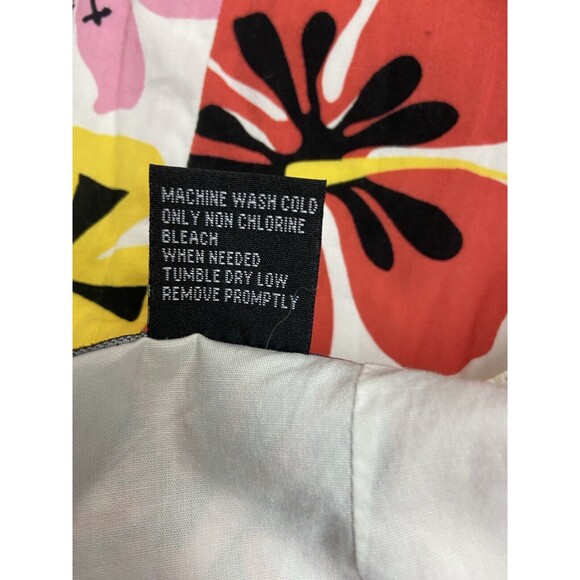 MACHINE WASH COLD
ONLY NON CHLORINE
BLEACH
WHEN NEEDED
TUMBLE DRY LOW
REMOVE PROMPTLY